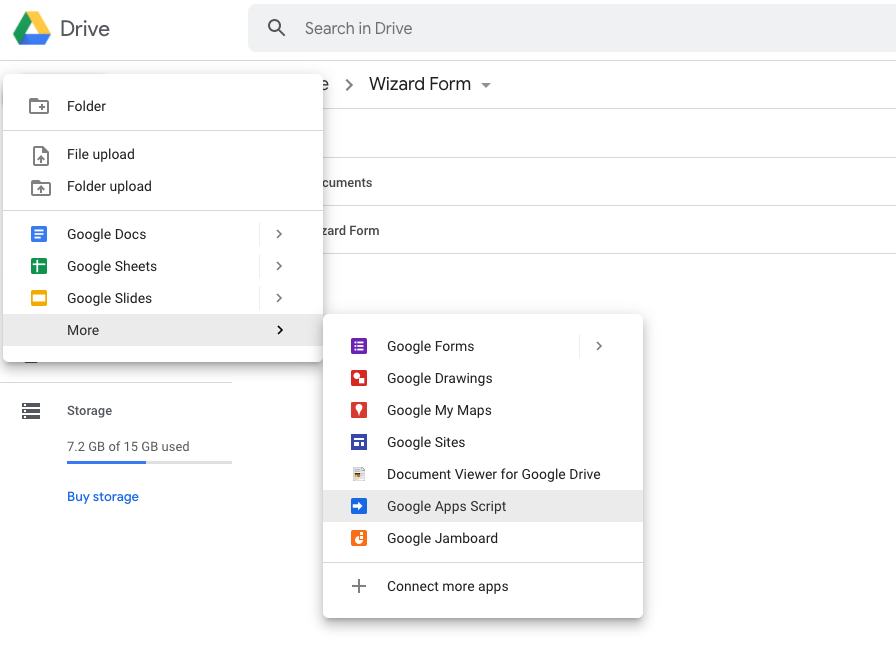 Drive
Search in Drive
Wizard Form
Folder
File upload
Folder upload
Google Docs
Google Sheets
Google Slides
More
cuments
zard Form
Google Forms
Google Drawings
Google My Maps
Google Sites
Document Viewer for Google Drive
Google Apps Script
Google Jamboard
Connect more apps
Storage
7.2 GB of 15 GB used
Buy storage